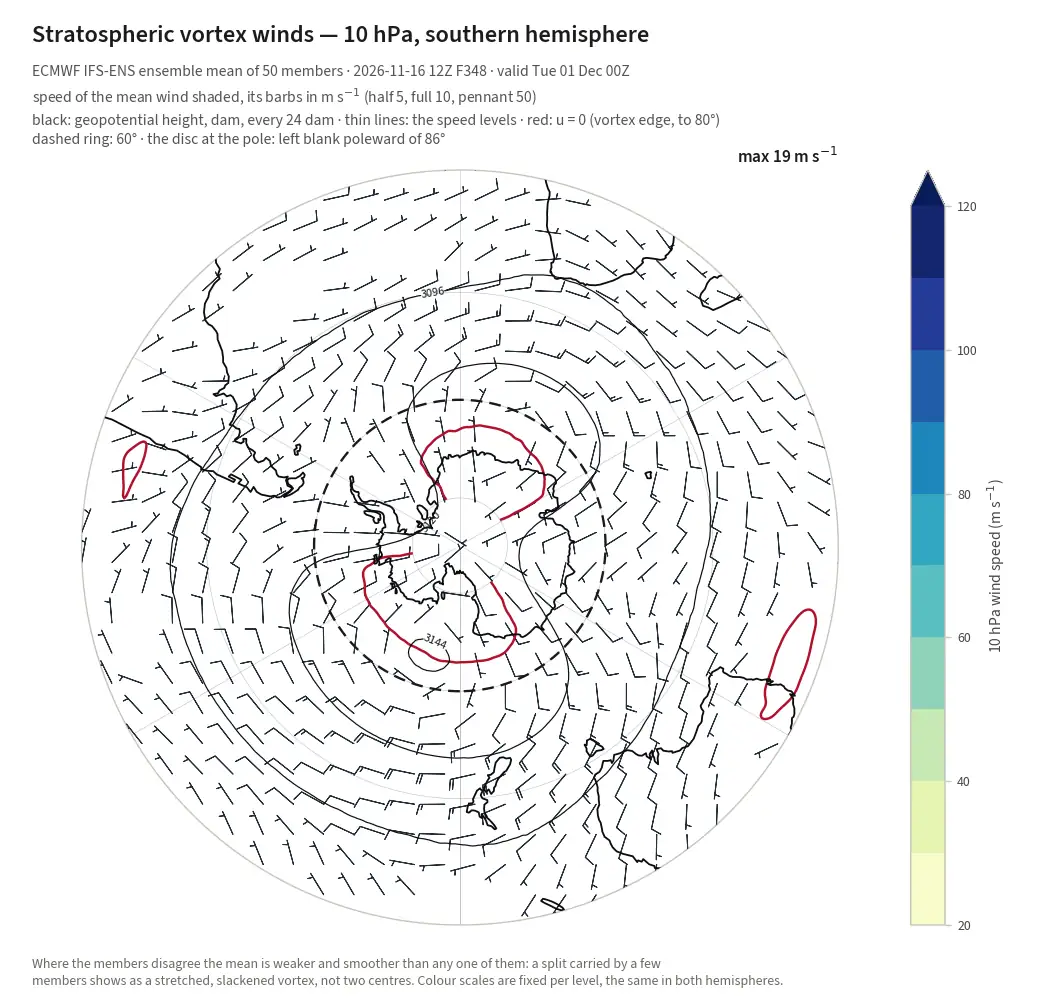 Stratospheric vortex winds — 10 hPa, southern hemisphere
ECMWF IFS-ENS ensemble mean of 50 members · 2026-11-16 12Z F348 · valid Tue 01 Dec 00Z
speed of the mean wind shaded, its barbs in m s⁻¹ (half 5, full 10, pennant 50)
black: geopotential height, dam, every 24 dam · thin lines: the speed levels · red: u = 0 (vortex edge, to 80°)
dashed ring: 60° · the disc at the pole: left blank poleward of 86°
max 19 m s⁻¹
120
100
80
60
40
20
10 hPa wind speed (m s⁻¹)
3096
3144
Where the members disagree the mean is weaker and smoother than any one of them: a split carried by a few
members shows as a stretched, slackened vortex, not two centres. Colour scales are fixed per level, the same in both hemispheres.